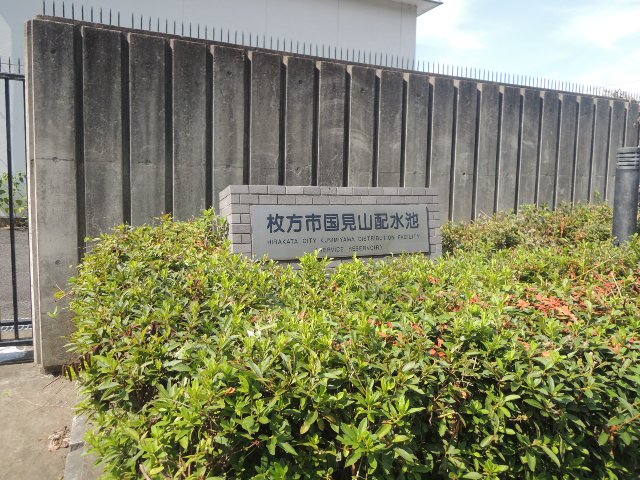 枚方市国見山配水池
HIRAKATA CITY KUNIMIYAMA DISTRIBUTION FACILITY
(SERVICE RESERVOIR)